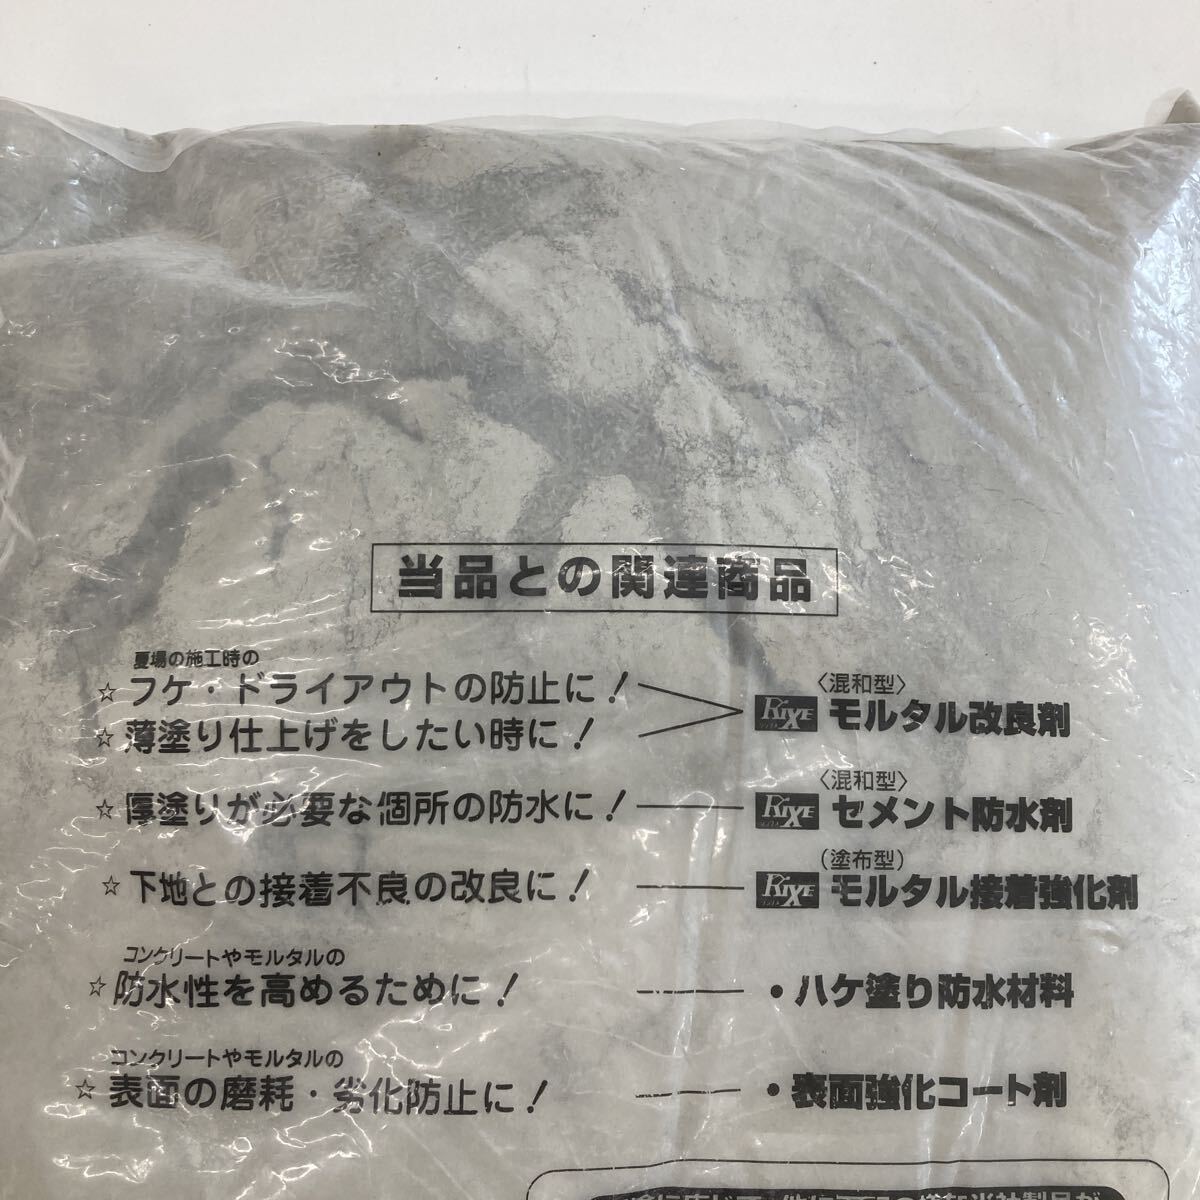 当品との関連商品
夏場の施工時の
☆フケ・ドライアウトの防止に！
☆薄塗り仕上げをしたい時に！
〈混和型〉
RIXE モルタル改良剤
☆厚塗りが必要な個所の防水に！
〈混和型〉
RIXE セメント防水剤
☆下地との接着不良の改良に！
（塗布型）
RIXE モルタル接着強化剤
コンクリートやモルタルの
☆防水性を高めるために！
・ハケ塗り防水材料
コンクリートやモルタルの
☆表面の磨耗・劣化防止に！
・表面強化コート剤